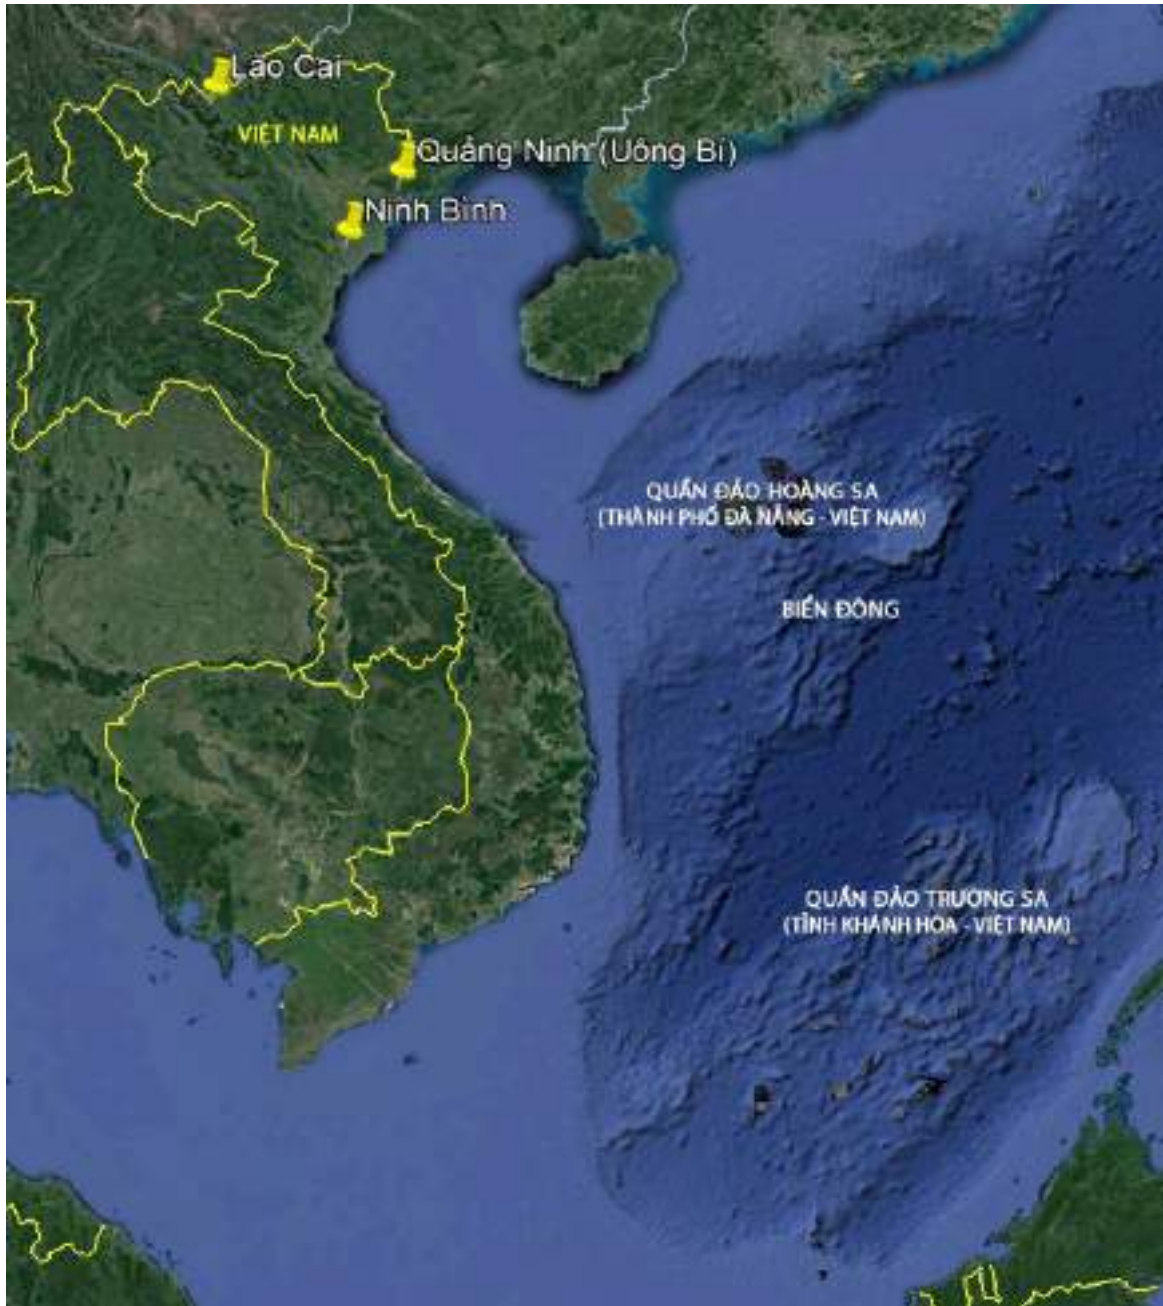 Lào Cai
VIỆT NAM
Quảng Ninh (Uông Bí)
Ninh Bình
QUẦN ĐẢO HOÀNG SA
(THÀNH PHỐ ĐÀ NẴNG - VIỆT NAM)
BIỂN ĐÔNG
QUẦN ĐẢO TRƯỜNG SA
(TỈNH KHÁNH HÒA - VIỆT NAM)